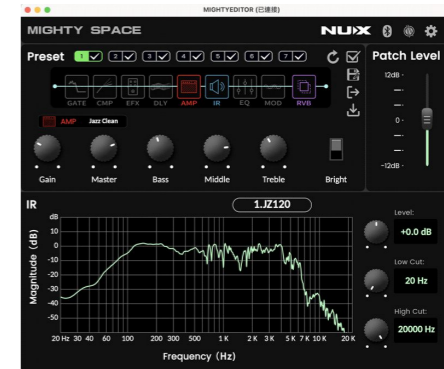 MIGHTYEDITOR (已连接)
MIGHTY SPACE
NUX
Preset 1 2 3 4 5 6 7
Patch Level
12dB
0
-12dB
GATE CMP EFX DLY AMP IR EQ MOD RVB
AMP Jazz Clean
Gain Master Bass Middle Treble Bright
IR
1.JZ120
dB
10
0
-10
-20
-30
-40
-50
Magnitude (dB)
20 Hz 30 40 60 100 200 300 500 1 K 2 K 3 K 5 K 7 K 10 K 20 K
Frequency (Hz)
Level:
+0.0 dB
Low Cut:
20 Hz
High Cut:
20000 Hz